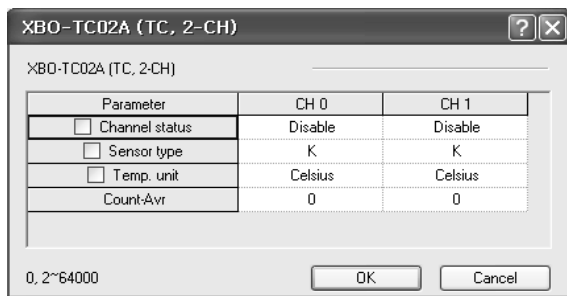 XBO-TC02A (TC, 2-CH)
XBO-TC02A (TC, 2-CH)
Parameter CH 0 CH 1
Channel status Disable Disable
Sensor type K K
Temp. unit Celsius Celsius
Count-Avr 0 0
0, 2~64000 OK Cancel